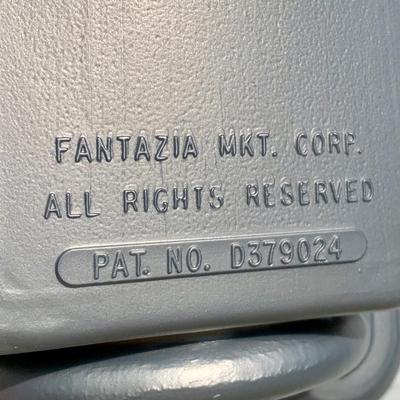 FANTAZIA MKT. CORP.
ALL RIGHTS RESERVED
PAT. NO. D379024